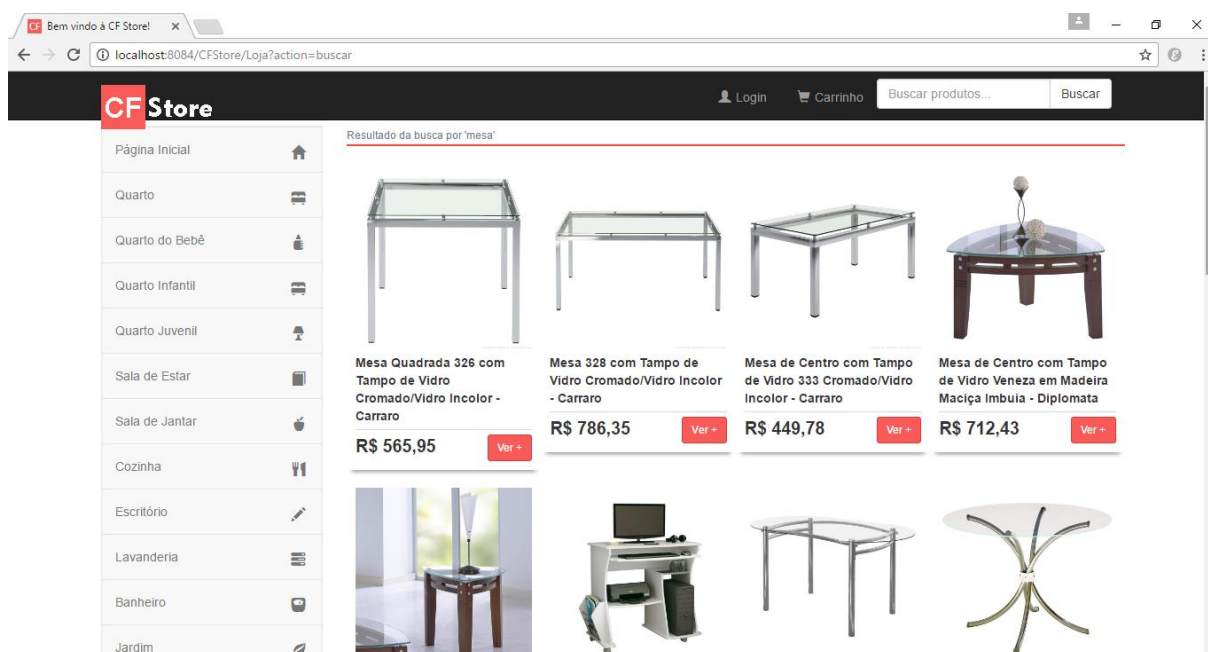 CF Bem vindo à CF Store!
localhost:8084/CFStore/Loja?action=buscar
CF Store
Login
Carrinho
Buscar produtos...
Buscar
Página Inicial
Quarto
Quarto do Bebê
Quarto Infantil
Quarto Juvenil
Sala de Estar
Sala de Jantar
Cozinha
Escritório
Lavanderia
Banheiro
Jardim
Resultado da busca por 'mesa'
Mesa Quadrada 326 com
Tampo de Vidro
Cromado/Vidro Incolor -
Carraro
R$ 565,95
Ver +
Mesa 328 com Tampo de
Vidro Cromado/Vidro Incolor
- Carraro
R$ 786,35
Ver +
Mesa de Centro com Tampo
de Vidro 333 Cromado/Vidro
Incolor - Carraro
R$ 449,78
Ver +
Mesa de Centro com Tampo
de Vidro Veneza em Madeira
Maciça Imbuia - Diplomata
R$ 712,43
Ver +